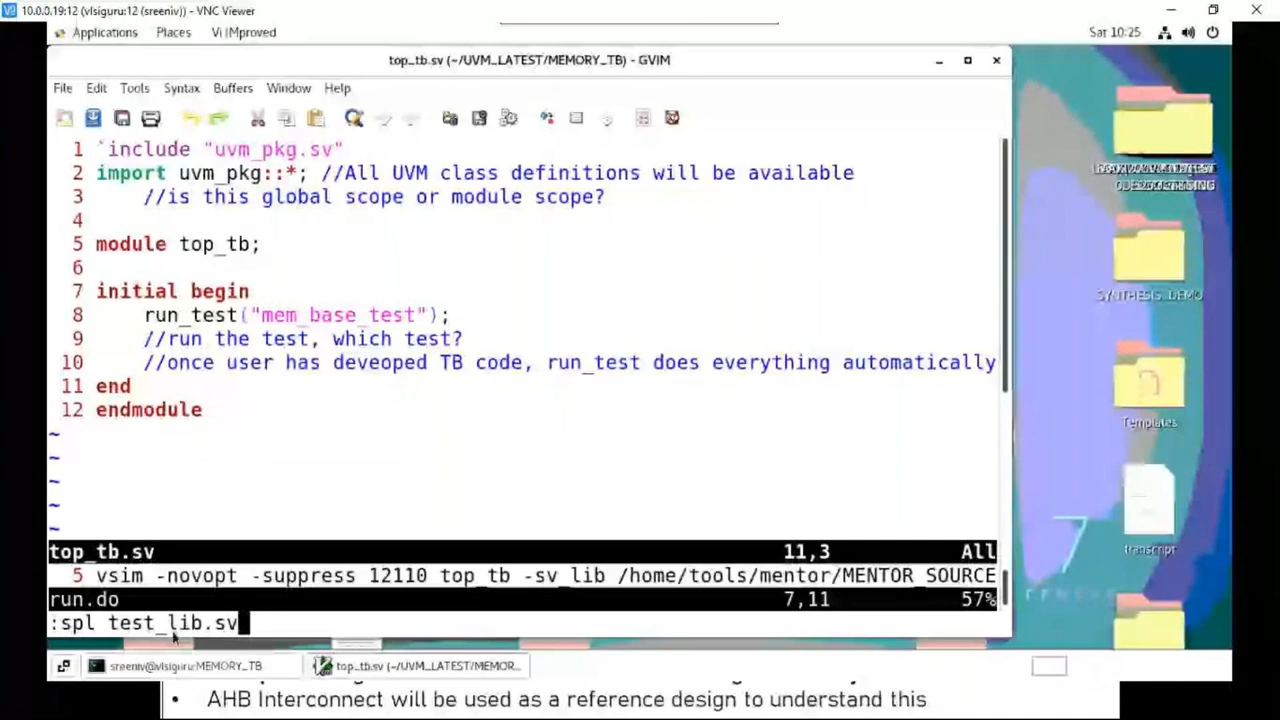 10.0.0.19:12 (vlsiguru:12 (sreeniv)) - VNC Viewer
Applications Places Vi IMproved Sat 10:25
top_tb.sv (~/UVM_LATEST/MEMORY_TB) - GVIM
File Edit Tools Syntax Buffers Window Help
1 `include "uvm_pkg.sv"
2 import uvm_pkg::*; //All UVM class definitions will be available
3 //is this global scope or module scope?
4
5 module top_tb;
6
7 initial begin
8 run_test("mem_base_test");
9 //run the test, which test?
10 //once user has deveoped TB code, run_test does everything automatically
11 end
12 endmodule
~
~
~
~
~
top_tb.sv 11,3 All
5 vsim -novopt -suppress 12110 top_tb -sv_lib /home/tools/mentor/MENTOR_SOURCE
run.do 7,11 57%
:spl test_lib.sv
SYNTHESIS_DEMO
Templates
transcript
7
sreeniv@vlsiguru:MEMORY_TB
top_tb.sv (~/UVM_LATEST/MEMOR...
• AHB Interconnect will be used as a reference design to understand this